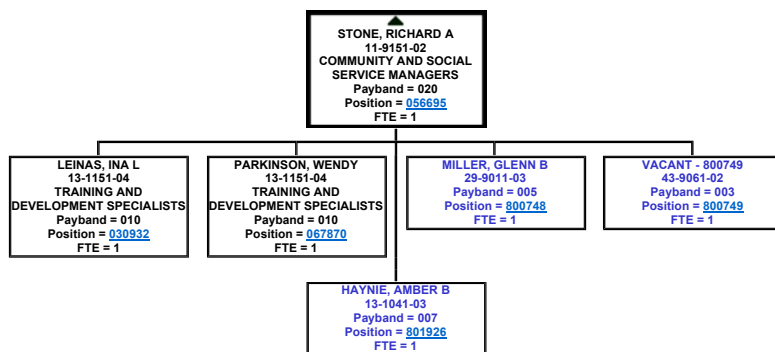 STONE, RICHARD A
11-9151-02
COMMUNITY AND SOCIAL
SERVICE MANAGERS
Payband = 020
Position = 056695
FTE = 1
LEINAS, INA L
13-1151-04
TRAINING AND
DEVELOPMENT SPECIALISTS
Payband = 010
Position = 030932
FTE = 1
PARKINSON, WENDY
13-1151-04
TRAINING AND
DEVELOPMENT SPECIALISTS
Payband = 010
Position = 067870
FTE = 1
MILLER, GLENN B
29-9011-03
Payband = 005
Position = 800748
FTE = 1
VACANT - 800749
43-9061-02
Payband = 003
Position = 800749
FTE = 1
HAYNIE, AMBER B
13-1041-03
Payband = 007
Position = 801926
FTE = 1